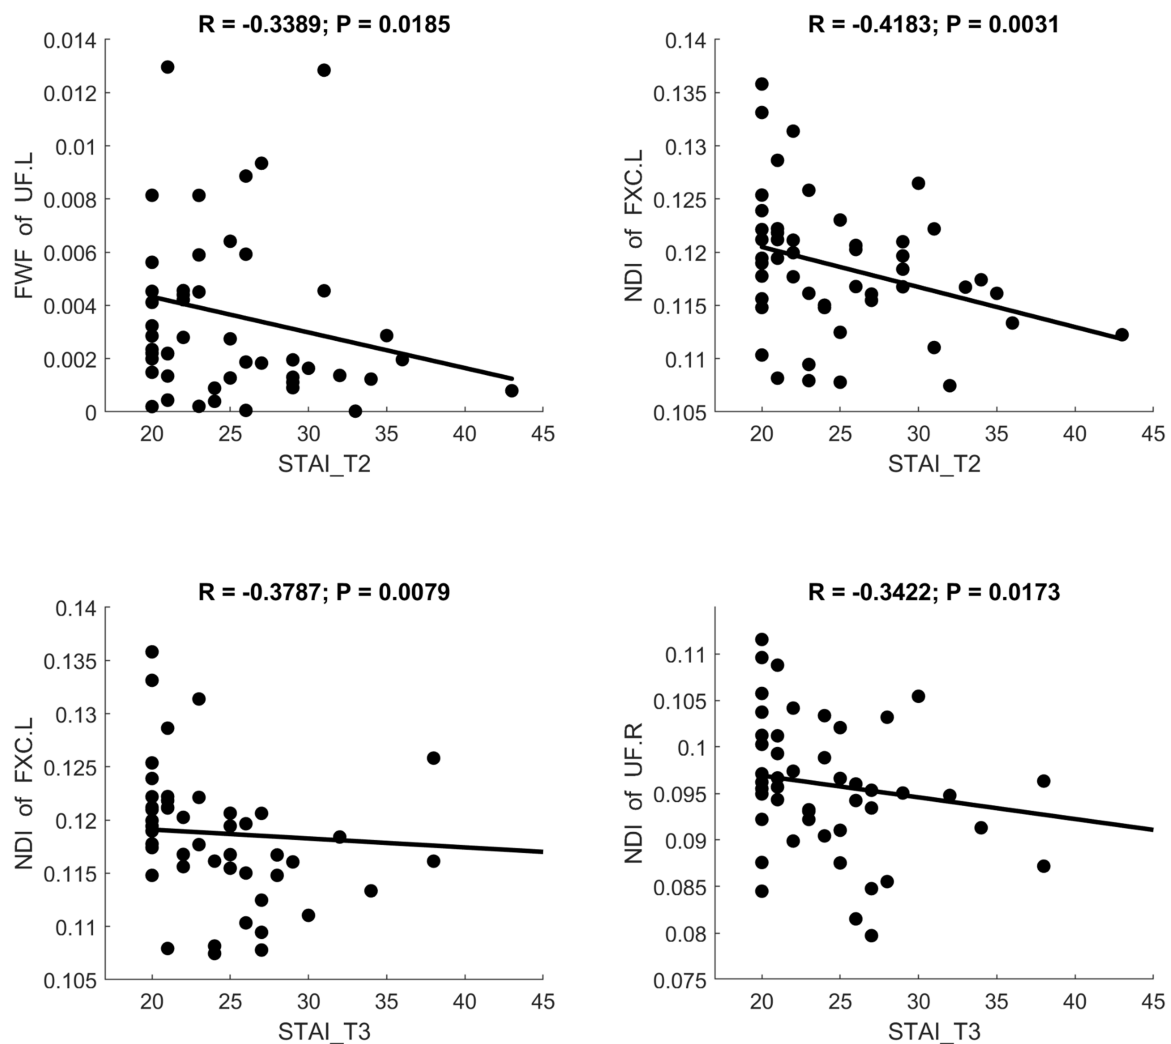 R = -0.3389; P = 0.0185
0.014
0.012
0.01
0.008
0.006
0.004
0.002
0
FWF of UF.L
20 25 30 35 40 45
STAI_T2
R = -0.4183; P = 0.0031
0.14
0.135
0.13
0.125
0.12
0.115
0.11
0.105
NDI of FXC.L
20 25 30 35 40 45
STAI_T2
R = -0.3787; P = 0.0079
0.14
0.135
0.13
0.125
0.12
0.115
0.11
0.105
NDI of FXC.L
20 25 30 35 40 45
STAI_T3
R = -0.3422; P = 0.0173
0.11
0.105
0.1
0.095
0.09
0.085
0.08
0.075
NDI of UF.R
20 25 30 35 40 45
STAI_T3